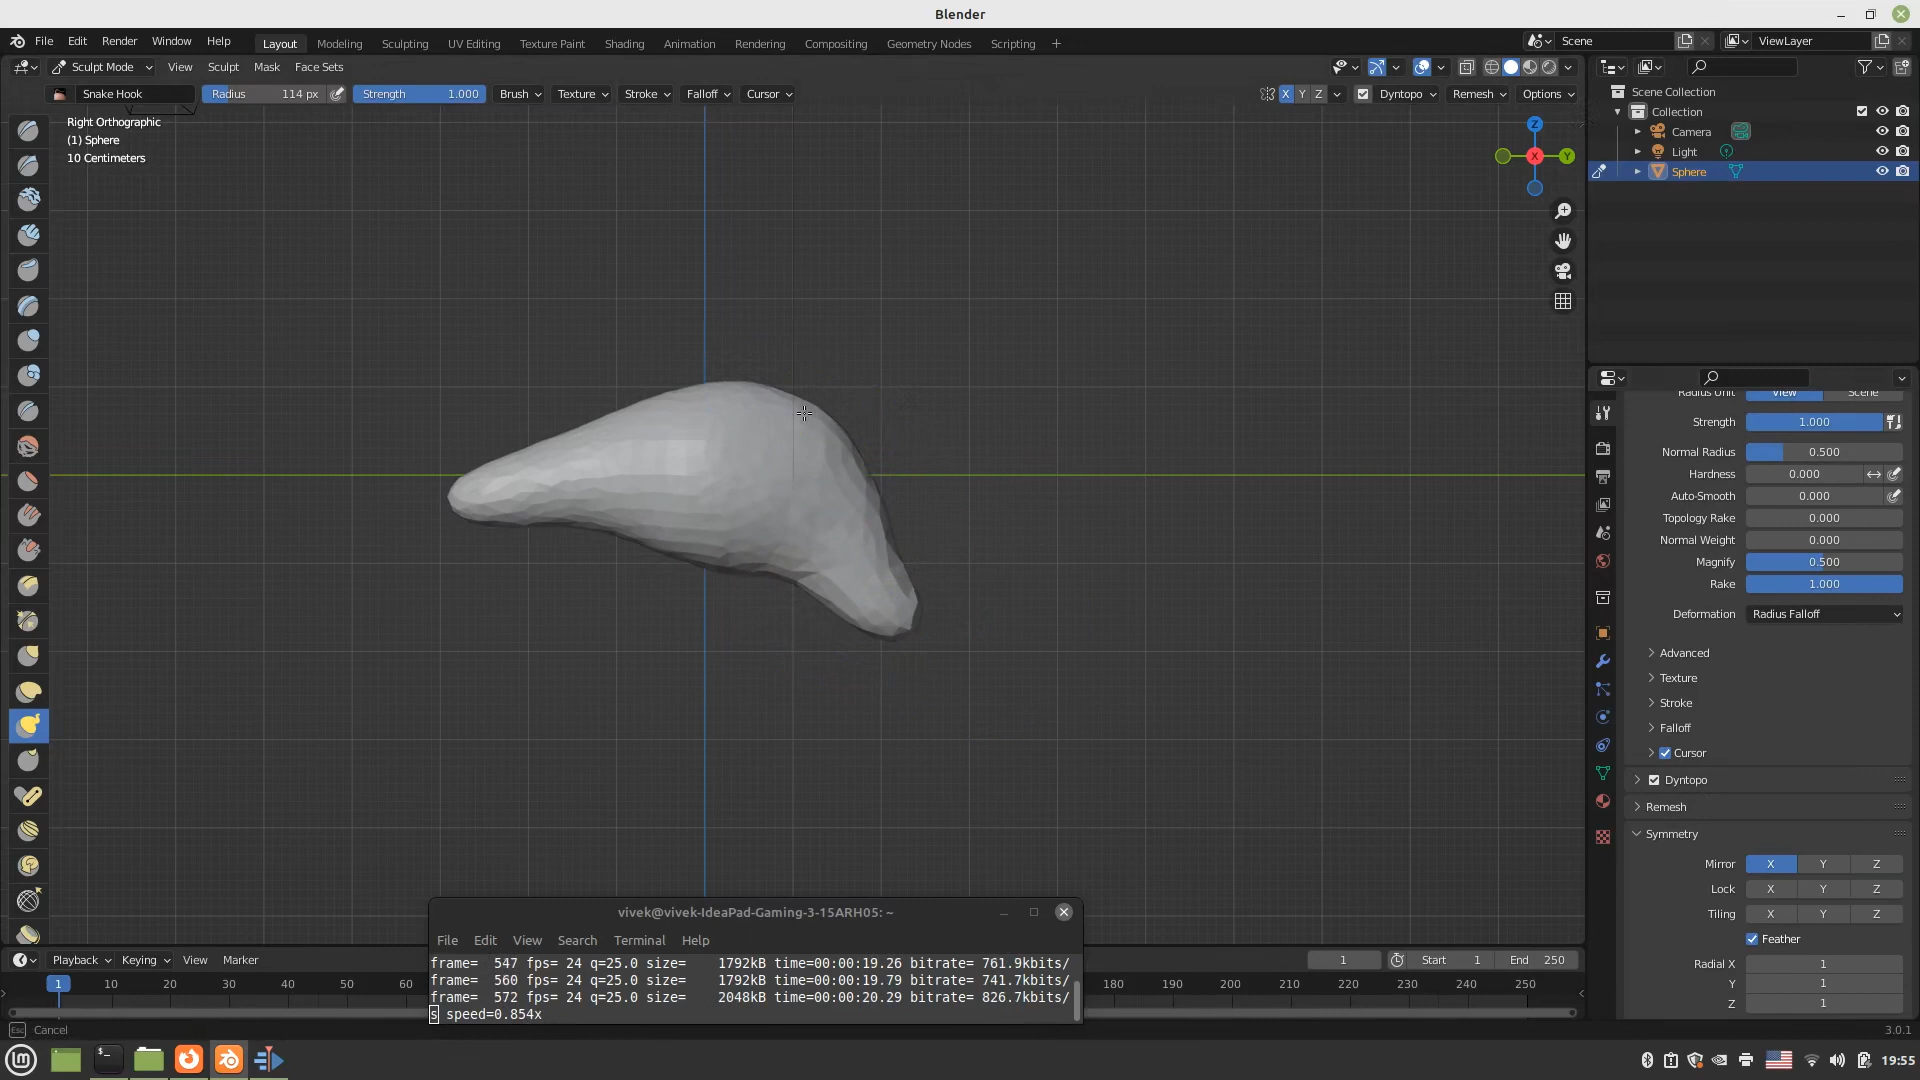 Blender
File Edit Render Window Help Layout Modeling Sculpting UV Editing Texture Paint Shading Animation Rendering Compositing Geometry Nodes Scripting + Scene ViewLayer
Sculpt Mode View Sculpt Mask Face Sets
Snake Hook Radius 114 px Strength 1.000 Brush Texture Stroke Falloff Cursor X Y Z Dyntopo Remesh Options
Right Orthographic
(1) Sphere
10 Centimeters
Z
X
Y
Scene Collection
Collection
Camera
Light
Sphere
Radius Unit View Scene
Strength 1.000
Normal Radius 0.500
Hardness 0.000
Auto-Smooth 0.000
Topology Rake 0.000
Normal Weight 0.000
Magnify 0.500
Rake 1.000
Deformation Radius Falloff
Advanced
Texture
Stroke
Falloff
Cursor
Dyntopo
Remesh
Symmetry
Mirror X Y Z
Lock X Y Z
Tiling X Y Z
Feather
Radial X 1
Y 1
Z 1
vivek@vivek-IdeaPad-Gaming-3-15ARH05: ~
File Edit View Search Terminal Help
frame=  547 fps= 24 q=25.0 size=    1792kB time=00:00:19.26 bitrate= 761.9kbits/
frame=  560 fps= 24 q=25.0 size=    1792kB time=00:00:19.79 bitrate= 741.7kbits/
frame=  572 fps= 24 q=25.0 size=    2048kB time=00:00:20.29 bitrate= 826.7kbits/
s speed=0.854x
Playback Keying View Marker 1 Start 1 End 250
1 10 20 30 40 50 60 180 190 200 210 220 230 240 250
Esc Cancel 3.0.1
19:55